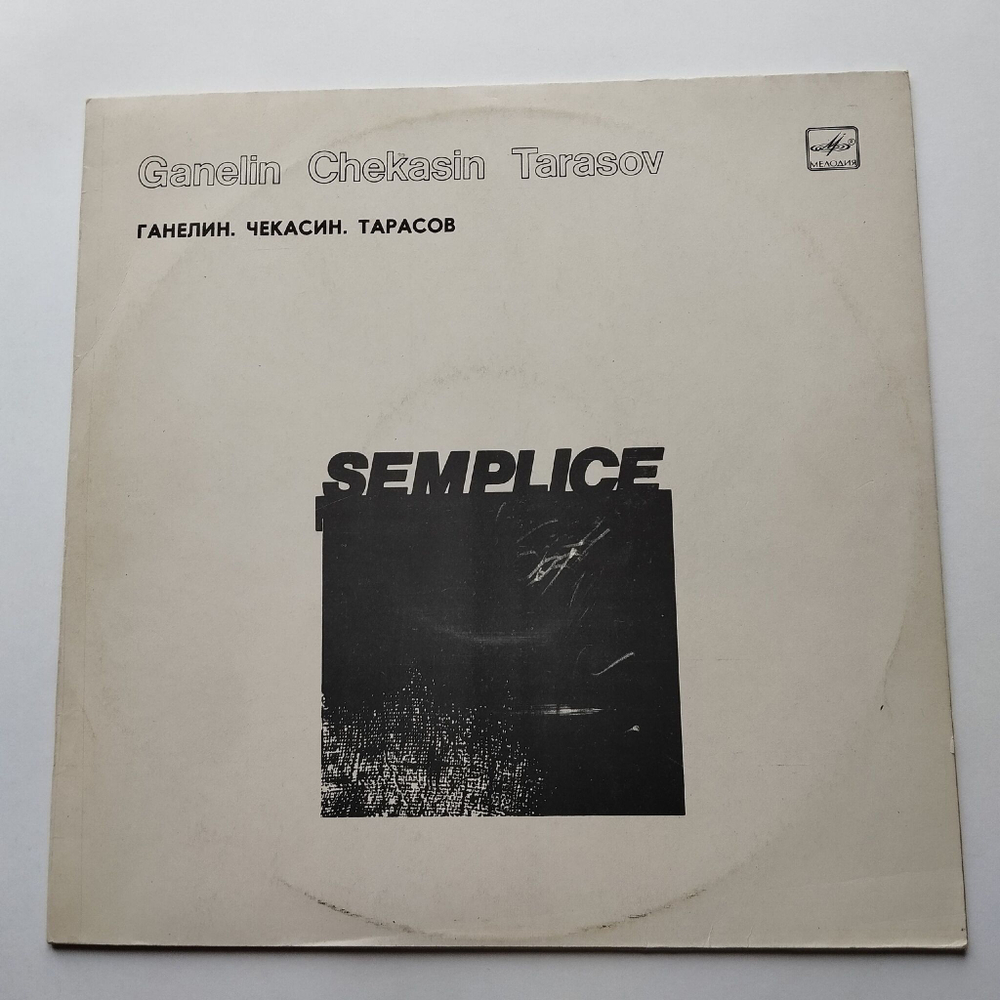 Ganelin Chekasin Tarasov
МЕЛОДИЯ
ГАНЕЛИН. ЧЕКАСИН. ТАРАСОВ
SEMPLICE